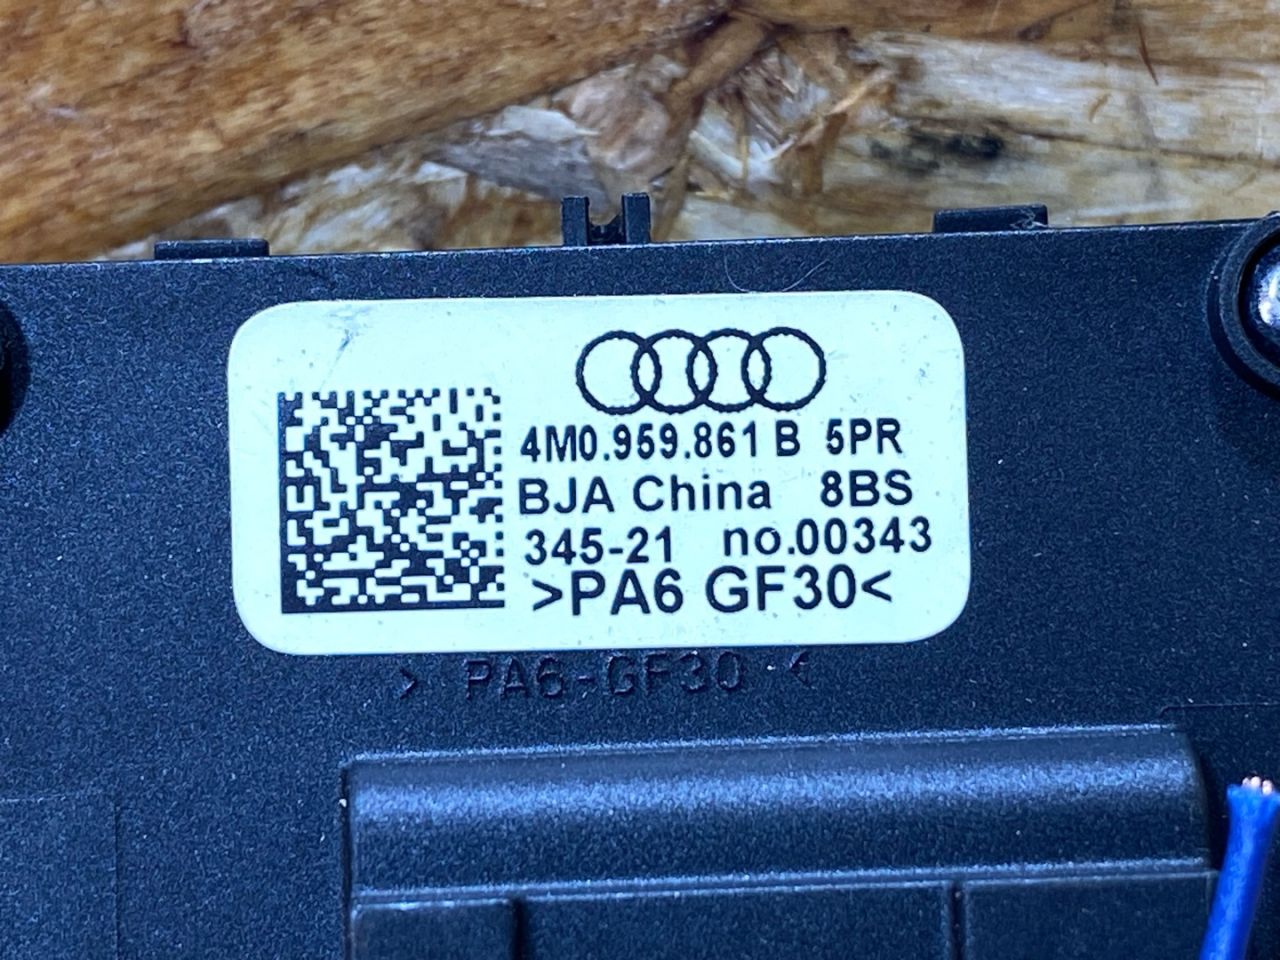 4M0.959.861 B 5PR
BJA China 8BS
345-21 no.00343
>PA6 GF30<
> PA6-GF30 <